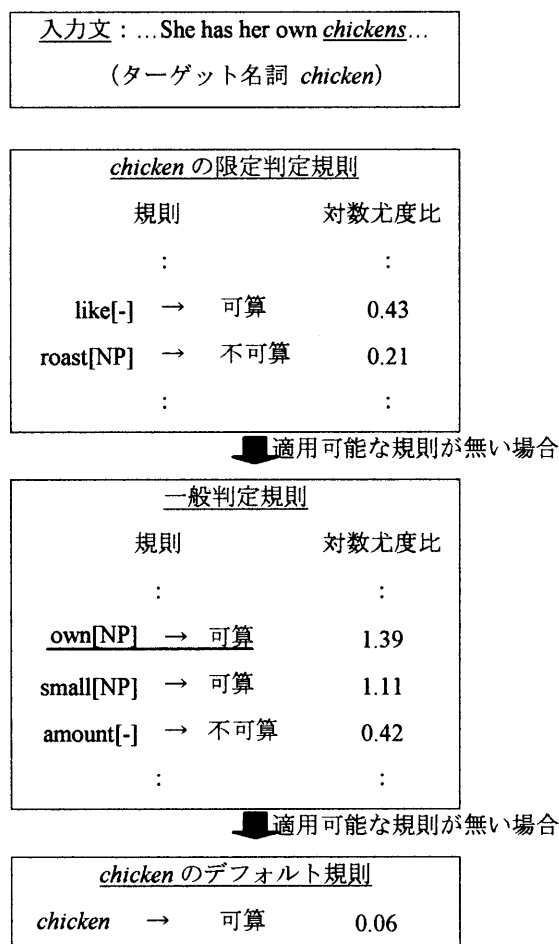 入力文：…She has her own chickens…
（ターゲット名詞 chicken）
chicken の限定判定規則
規則 対数尤度比
： ：
like[-] → 可算 0.43
roast[NP] → 不可算 0.21
： ：
適用可能な規則が無い場合
一般判定規則
規則 対数尤度比
： ：
own[NP] → 可算 1.39
small[NP] → 可算 1.11
amount[-] → 不可算 0.42
： ：
適用可能な規則が無い場合
chicken のデフォルト規則
chicken → 可算 0.06